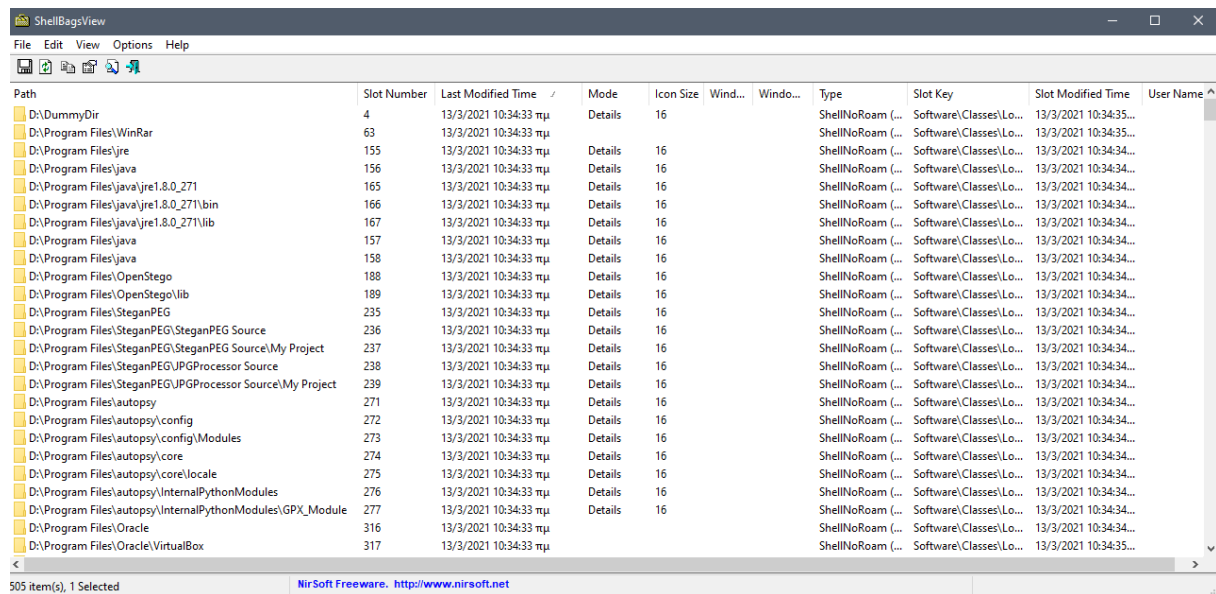 ShellBagsView
File Edit View Options Help
Path Slot Number Last Modified Time / Mode Icon Size Wind... Windo... Type Slot Key Slot Modified Time User Name
D:\DummyDir 4 13/3/2021 10:34:33 πμ Details 16 ShellNoRoam (... Software\Classes\Lo... 13/3/2021 10:34:35...
D:\Program Files\WinRar 63 13/3/2021 10:34:33 πμ ShellNoRoam (... Software\Classes\Lo... 13/3/2021 10:34:35...
D:\Program Files\jre 155 13/3/2021 10:34:33 πμ Details 16 ShellNoRoam (... Software\Classes\Lo... 13/3/2021 10:34:34...
D:\Program Files\java 156 13/3/2021 10:34:33 πμ Details 16 ShellNoRoam (... Software\Classes\Lo... 13/3/2021 10:34:34...
D:\Program Files\java\jre1.8.0_271 165 13/3/2021 10:34:33 πμ Details 16 ShellNoRoam (... Software\Classes\Lo... 13/3/2021 10:34:34...
D:\Program Files\java\jre1.8.0_271\bin 166 13/3/2021 10:34:33 πμ Details 16 ShellNoRoam (... Software\Classes\Lo... 13/3/2021 10:34:34...
D:\Program Files\java\jre1.8.0_271\lib 167 13/3/2021 10:34:33 πμ Details 16 ShellNoRoam (... Software\Classes\Lo... 13/3/2021 10:34:34...
D:\Program Files\java 157 13/3/2021 10:34:33 πμ Details 16 ShellNoRoam (... Software\Classes\Lo... 13/3/2021 10:34:34...
D:\Program Files\java 158 13/3/2021 10:34:33 πμ Details 16 ShellNoRoam (... Software\Classes\Lo... 13/3/2021 10:34:34...
D:\Program Files\OpenStego 188 13/3/2021 10:34:33 πμ Details 16 ShellNoRoam (... Software\Classes\Lo... 13/3/2021 10:34:34...
D:\Program Files\OpenStego\lib 189 13/3/2021 10:34:33 πμ Details 16 ShellNoRoam (... Software\Classes\Lo... 13/3/2021 10:34:34...
D:\Program Files\SteganPEG 235 13/3/2021 10:34:33 πμ Details 16 ShellNoRoam (... Software\Classes\Lo... 13/3/2021 10:34:34...
D:\Program Files\SteganPEG\SteganPEG Source 236 13/3/2021 10:34:33 πμ Details 16 ShellNoRoam (... Software\Classes\Lo... 13/3/2021 10:34:34...
D:\Program Files\SteganPEG\SteganPEG Source\My Project 237 13/3/2021 10:34:33 πμ Details 16 ShellNoRoam (... Software\Classes\Lo... 13/3/2021 10:34:34...
D:\Program Files\SteganPEG\JPGProcessor Source 238 13/3/2021 10:34:33 πμ Details 16 ShellNoRoam (... Software\Classes\Lo... 13/3/2021 10:34:34...
D:\Program Files\SteganPEG\JPGProcessor Source\My Project 239 13/3/2021 10:34:33 πμ Details 16 ShellNoRoam (... Software\Classes\Lo... 13/3/2021 10:34:34...
D:\Program Files\autopsy 271 13/3/2021 10:34:33 πμ Details 16 ShellNoRoam (... Software\Classes\Lo... 13/3/2021 10:34:34...
D:\Program Files\autopsy\config 272 13/3/2021 10:34:33 πμ Details 16 ShellNoRoam (... Software\Classes\Lo... 13/3/2021 10:34:34...
D:\Program Files\autopsy\config\Modules 273 13/3/2021 10:34:33 πμ Details 16 ShellNoRoam (... Software\Classes\Lo... 13/3/2021 10:34:34...
D:\Program Files\autopsy\core 274 13/3/2021 10:34:33 πμ Details 16 ShellNoRoam (... Software\Classes\Lo... 13/3/2021 10:34:34...
D:\Program Files\autopsy\core\locale 275 13/3/2021 10:34:33 πμ Details 16 ShellNoRoam (... Software\Classes\Lo... 13/3/2021 10:34:34...
D:\Program Files\autopsy\InternalPythonModules 276 13/3/2021 10:34:33 πμ Details 16 ShellNoRoam (... Software\Classes\Lo... 13/3/2021 10:34:34...
D:\Program Files\autopsy\InternalPythonModules\GPX_Module 277 13/3/2021 10:34:33 πμ Details 16 ShellNoRoam (... Software\Classes\Lo... 13/3/2021 10:34:34...
D:\Program Files\Oracle 316 13/3/2021 10:34:33 πμ ShellNoRoam (... Software\Classes\Lo... 13/3/2021 10:34:34...
D:\Program Files\Oracle\VirtualBox 317 13/3/2021 10:34:33 πμ ShellNoRoam (... Software\Classes\Lo... 13/3/2021 10:34:35...
505 item(s), 1 Selected NirSoft Freeware. http://www.nirsoft.net